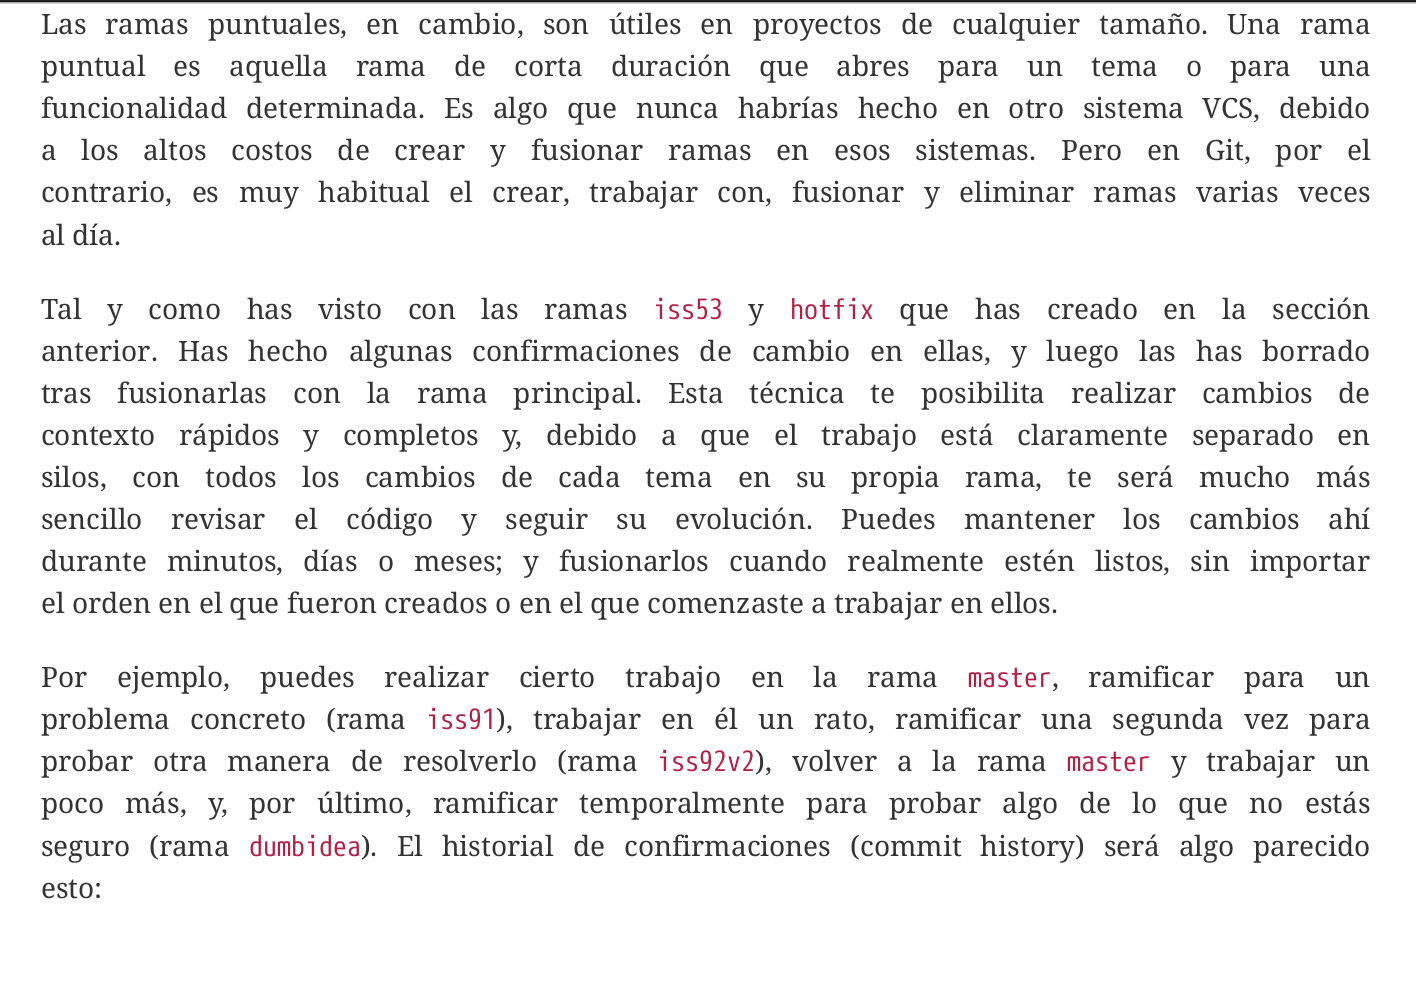 Las ramas puntuales, en cambio, son útiles en proyectos de cualquier tamaño. Una rama
puntual es aquella rama de corta duración que abres para un tema o para una
funcionalidad determinada. Es algo que nunca habrías hecho en otro sistema VCS, debido
a los altos costos de crear y fusionar ramas en esos sistemas. Pero en Git, por el
contrario, es muy habitual el crear, trabajar con, fusionar y eliminar ramas varias veces
al día.
Tal y como has visto con las ramas iss53 y hotfix que has creado en la sección
anterior. Has hecho algunas confirmaciones de cambio en ellas, y luego las has borrado
tras fusionarlas con la rama principal. Esta técnica te posibilita realizar cambios de
contexto rápidos y completos y, debido a que el trabajo está claramente separado en
silos, con todos los cambios de cada tema en su propia rama, te será mucho más
sencillo revisar el código y seguir su evolución. Puedes mantener los cambios ahí
durante minutos, días o meses; y fusionarlos cuando realmente estén listos, sin importar
el orden en el que fueron creados o en el que comenzaste a trabajar en ellos.
Por ejemplo, puedes realizar cierto trabajo en la rama master, ramificar para un
problema concreto (rama iss91), trabajar en él un rato, ramificar una segunda vez para
probar otra manera de resolverlo (rama iss92v2), volver a la rama master y trabajar un
poco más, y, por último, ramificar temporalmente para probar algo de lo que no estás
seguro (rama dumbidea). El historial de confirmaciones (commit history) será algo parecido
esto: